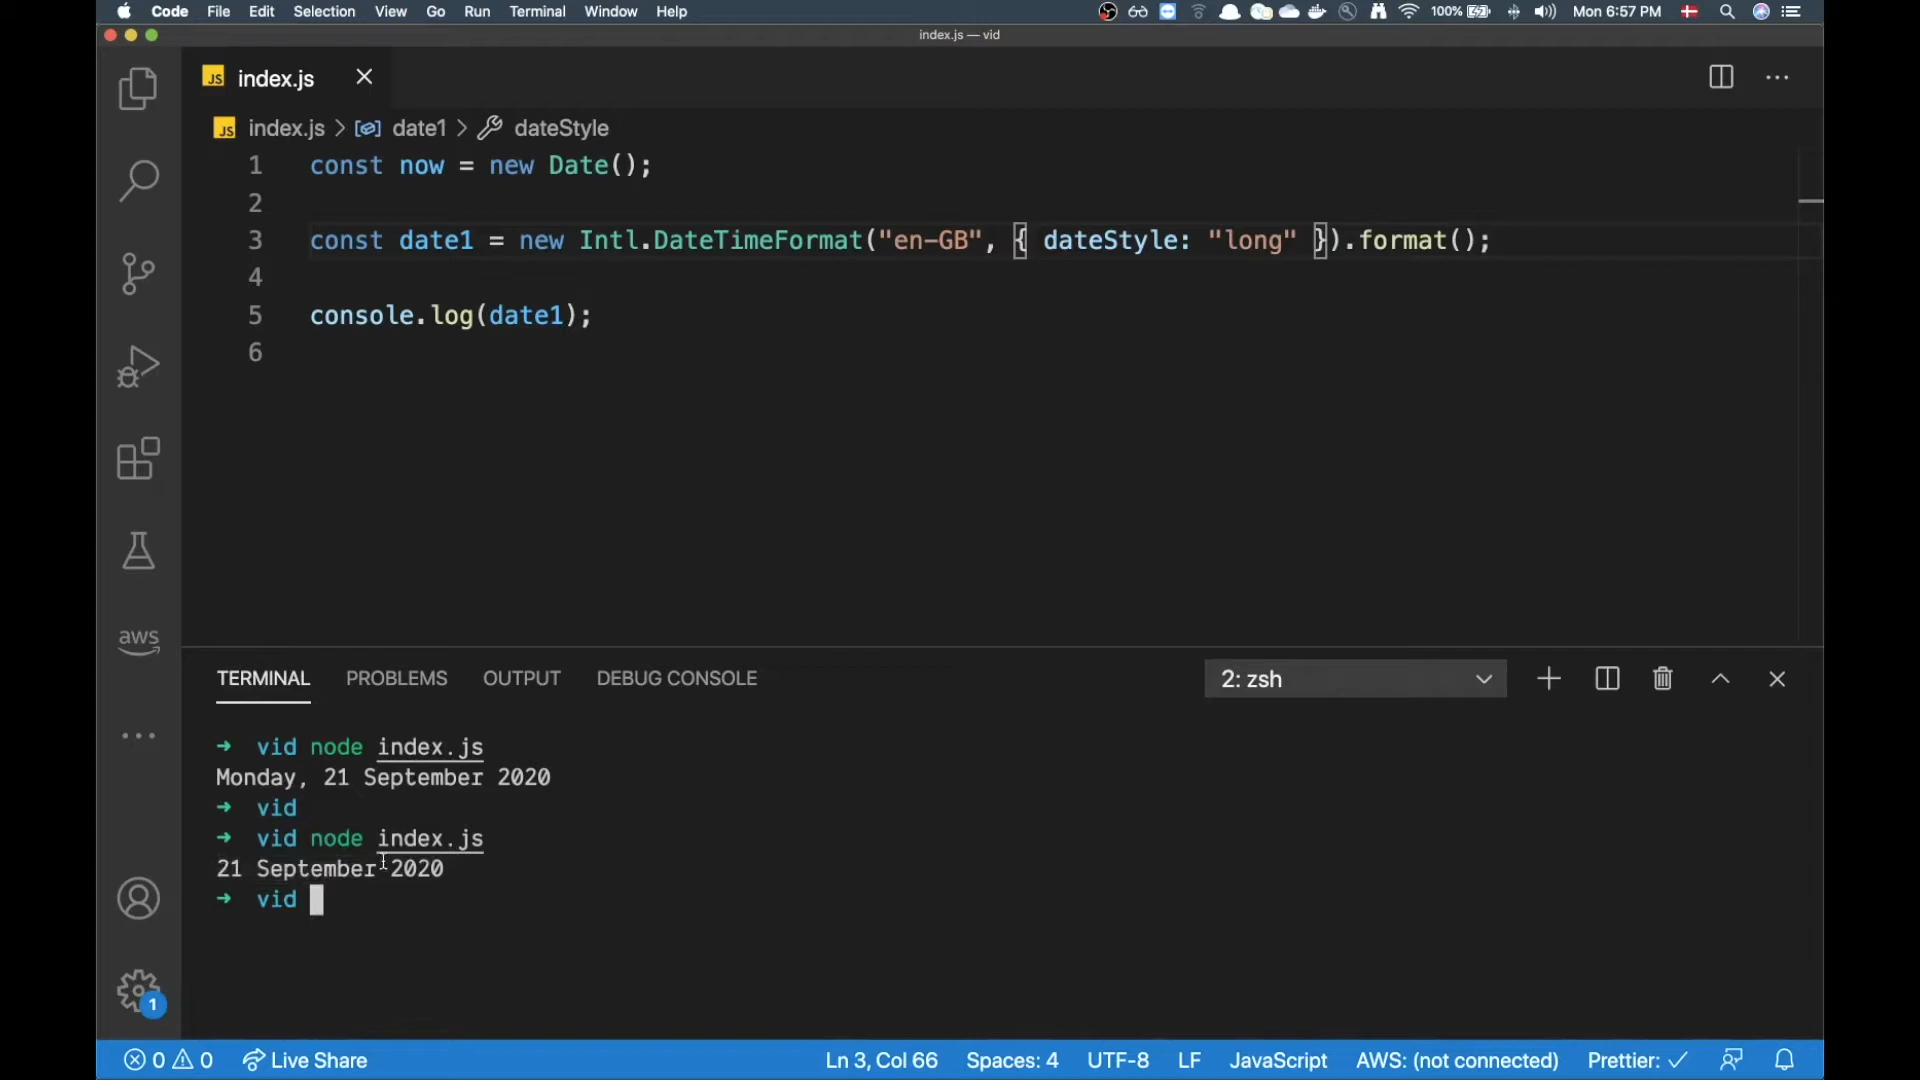 Code File Edit Selection View Go Run Terminal Window Help 100% Mon 6:57 PM
index.js — vid
JS index.js
JS index.js > date1 > dateStyle
1 const now = new Date();
2
3 const date1 = new Intl.DateTimeFormat("en-GB", { dateStyle: "long" }).format();
4
5 console.log(date1);
6
aws
TERMINAL PROBLEMS OUTPUT DEBUG CONSOLE 2: zsh
➜ vid node index.js
Monday, 21 September 2020
➜ vid
➜ vid node index.js
21 September 2020
➜ vid
1
0 0 Live Share Ln 3, Col 66 Spaces: 4 UTF-8 LF JavaScript AWS: (not connected) Prettier: ✓